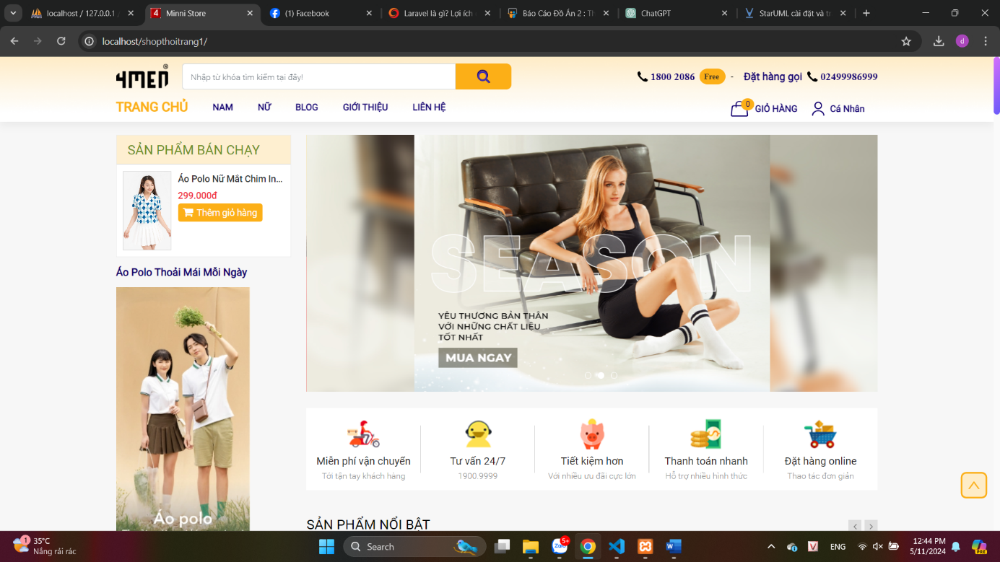 localhost / 127.0.0.1 /
Minni Store
(1) Facebook
Laravel là gì? Lợi ích
Báo Cáo Đồ Án 2 : Th
ChatGPT
StarUML cài đặt và tr
localhost/shopthoitrang1/
d
4MEN®
Nhập từ khóa tìm kiếm tại đây!
1800 2086 Free - Đặt hàng gọi 02499986999
TRANG CHỦ NAM NỮ BLOG GIỚI THIỆU LIÊN HỆ
0 GIỎ HÀNG Cá Nhân
SẢN PHẨM BÁN CHẠY
Áo Polo Nữ Mắt Chim In...
299.000đ
Thêm giỏ hàng
Áo Polo Thoải Mái Mỗi Ngày
Áo polo
SEASON
YÊU THƯƠNG BẢN THÂN
VỚI NHỮNG CHẤT LIỆU
TỐT NHẤT
MUA NGAY
Miễn phí vận chuyển
Tới tận tay khách hàng
Tư vấn 24/7
1900.9999
Tiết kiệm hơn
Với nhiều ưu đãi cực lớn
Thanh toán nhanh
Hỗ trợ nhiều hình thức
Đặt hàng online
Thao tác đơn giản
SẢN PHẨM NỔI BẬT
1
35°C
Nắng rải rác
Search
Zalo
5+
ENG
12:44 PM
5/11/2024
PRE